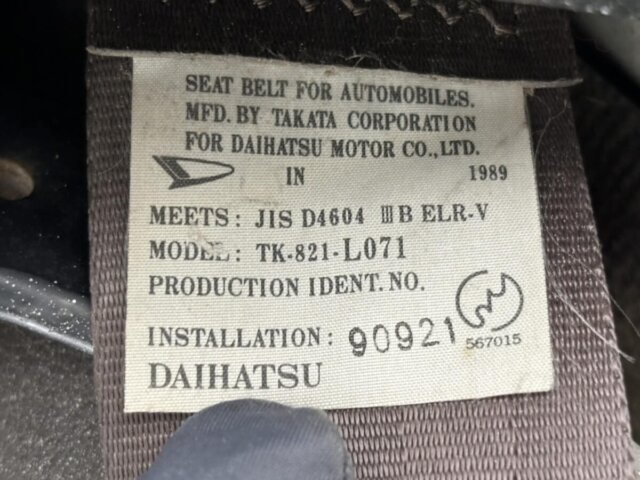 SEAT BELT FOR AUTOMOBILES.
MFD. BY TAKATA CORPORATION
FOR DAIHATSU MOTOR CO., LTD.
IN 1989
MEETS: JIS D4604 ⅢB ELR-V
MODEL: TK-821-L071
PRODUCTION IDENT. NO.
INSTALLATION: 90921 567015
DAIHATSU